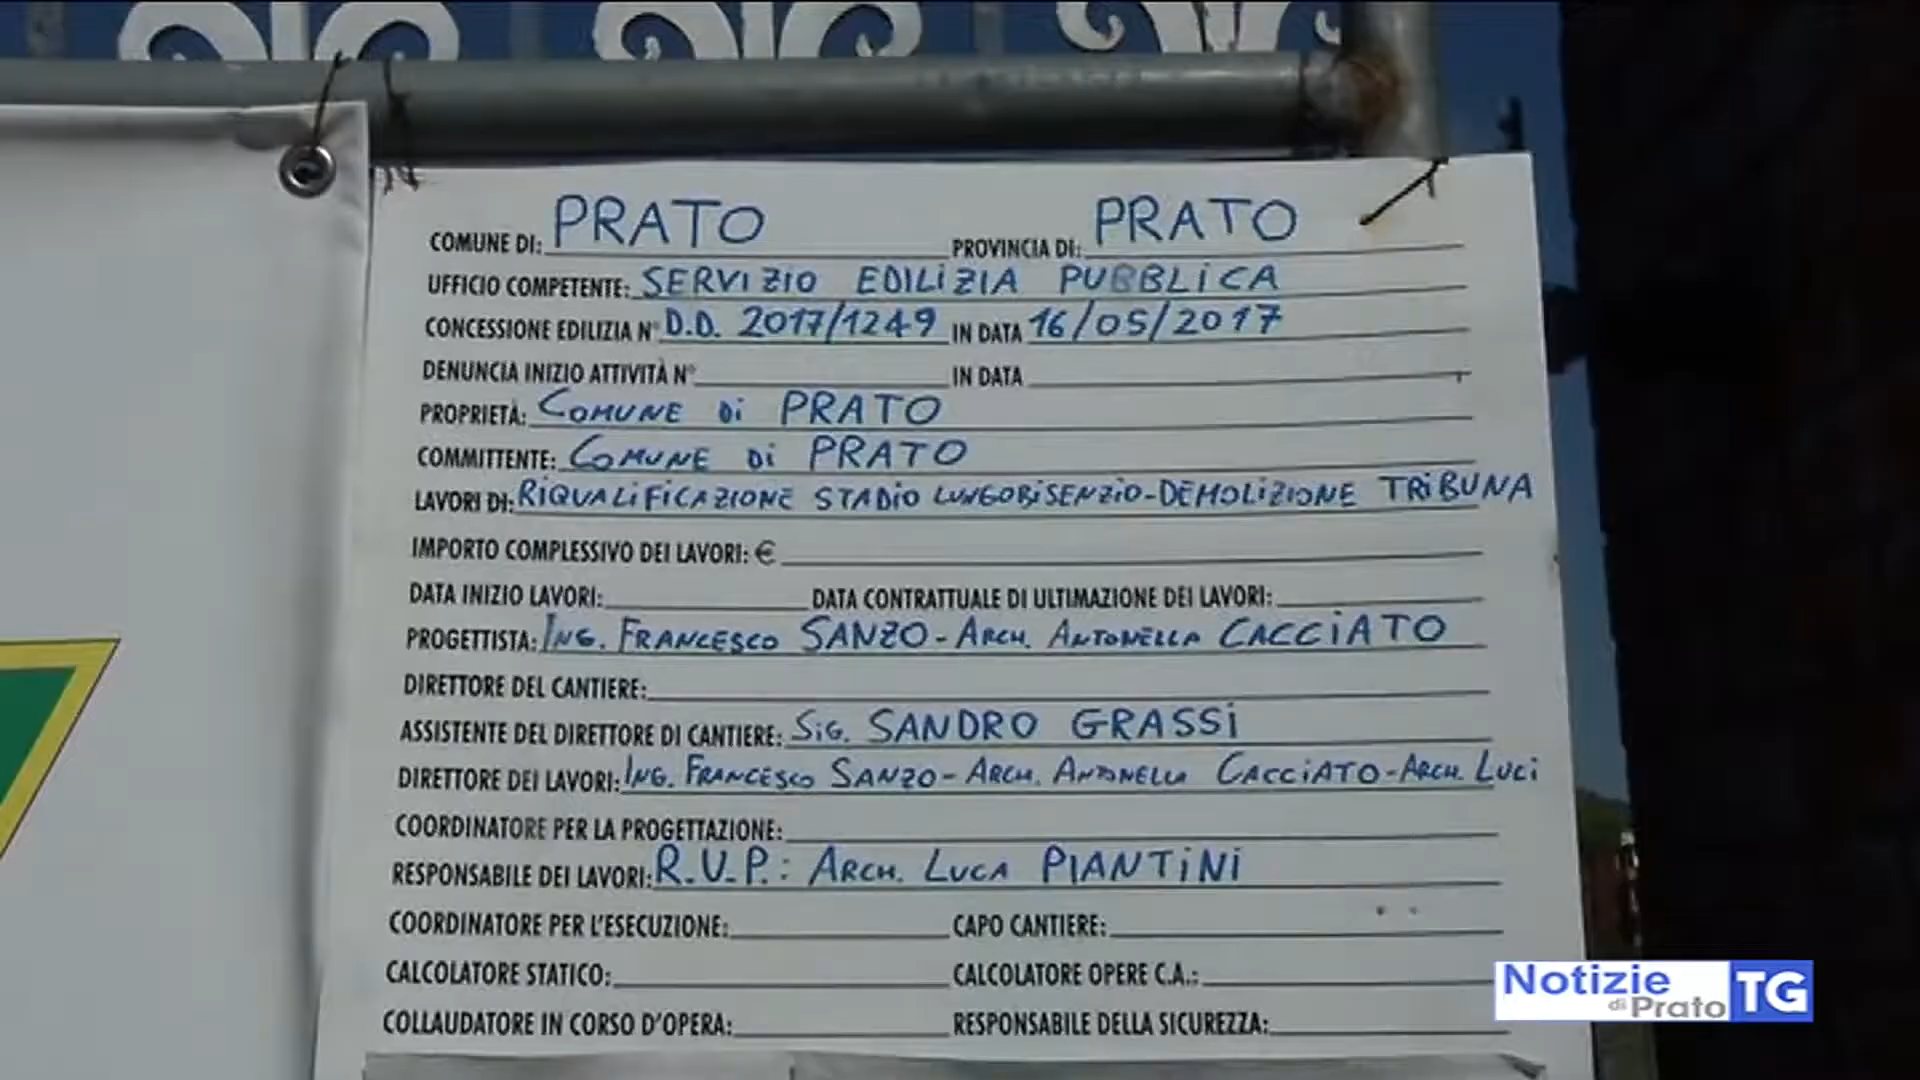 COMUNE DI: PRATO PROVINCIA DI: PRATO
UFFICIO COMPETENTE: SERVIZIO EDILIZIA PUBBLICA
CONCESSIONE EDILIZIA N° D.D. 2017/1249 IN DATA 16/05/2017
DENUNCIA INIZIO ATTIVITÀ N° IN DATA
PROPRIETÀ: COMUNE Di PRATO
COMMITTENTE: COMUNE Di PRATO
LAVORI DI: RIQUALIFICAZIONE STADIO LUNGOBISENZIO-DEMOLIZIONE TRIBUNA
IMPORTO COMPLESSIVO DEI LAVORI: €
DATA INIZIO LAVORI: DATA CONTRATTUALE DI ULTIMAZIONE DEI LAVORI:
PROGETTISTA: ING. FRANCESCO SANZO-ARCH. ANTONELLA CACCIATO
DIRETTORE DEL CANTIERE:
ASSISTENTE DEL DIRETTORE DI CANTIERE: SIG. SANDRO GRASSI
DIRETTORE DEI LAVORI: ING. FRANCESCO SANZO-ARCH. ANTONELLA CACCIATO-ARCH. LUCI
COORDINATORE PER LA PROGETTAZIONE:
RESPONSABILE DEI LAVORI: R.U.P.: ARCH. LUCA PIANTINI
COORDINATORE PER L'ESECUZIONE: CAPO CANTIERE:
CALCOLATORE STATICO: CALCOLATORE OPERE C.A.:
COLLAUDATORE IN CORSO D'OPERA: RESPONSABILE DELLA SICUREZZA:
Notizie di Prato TG